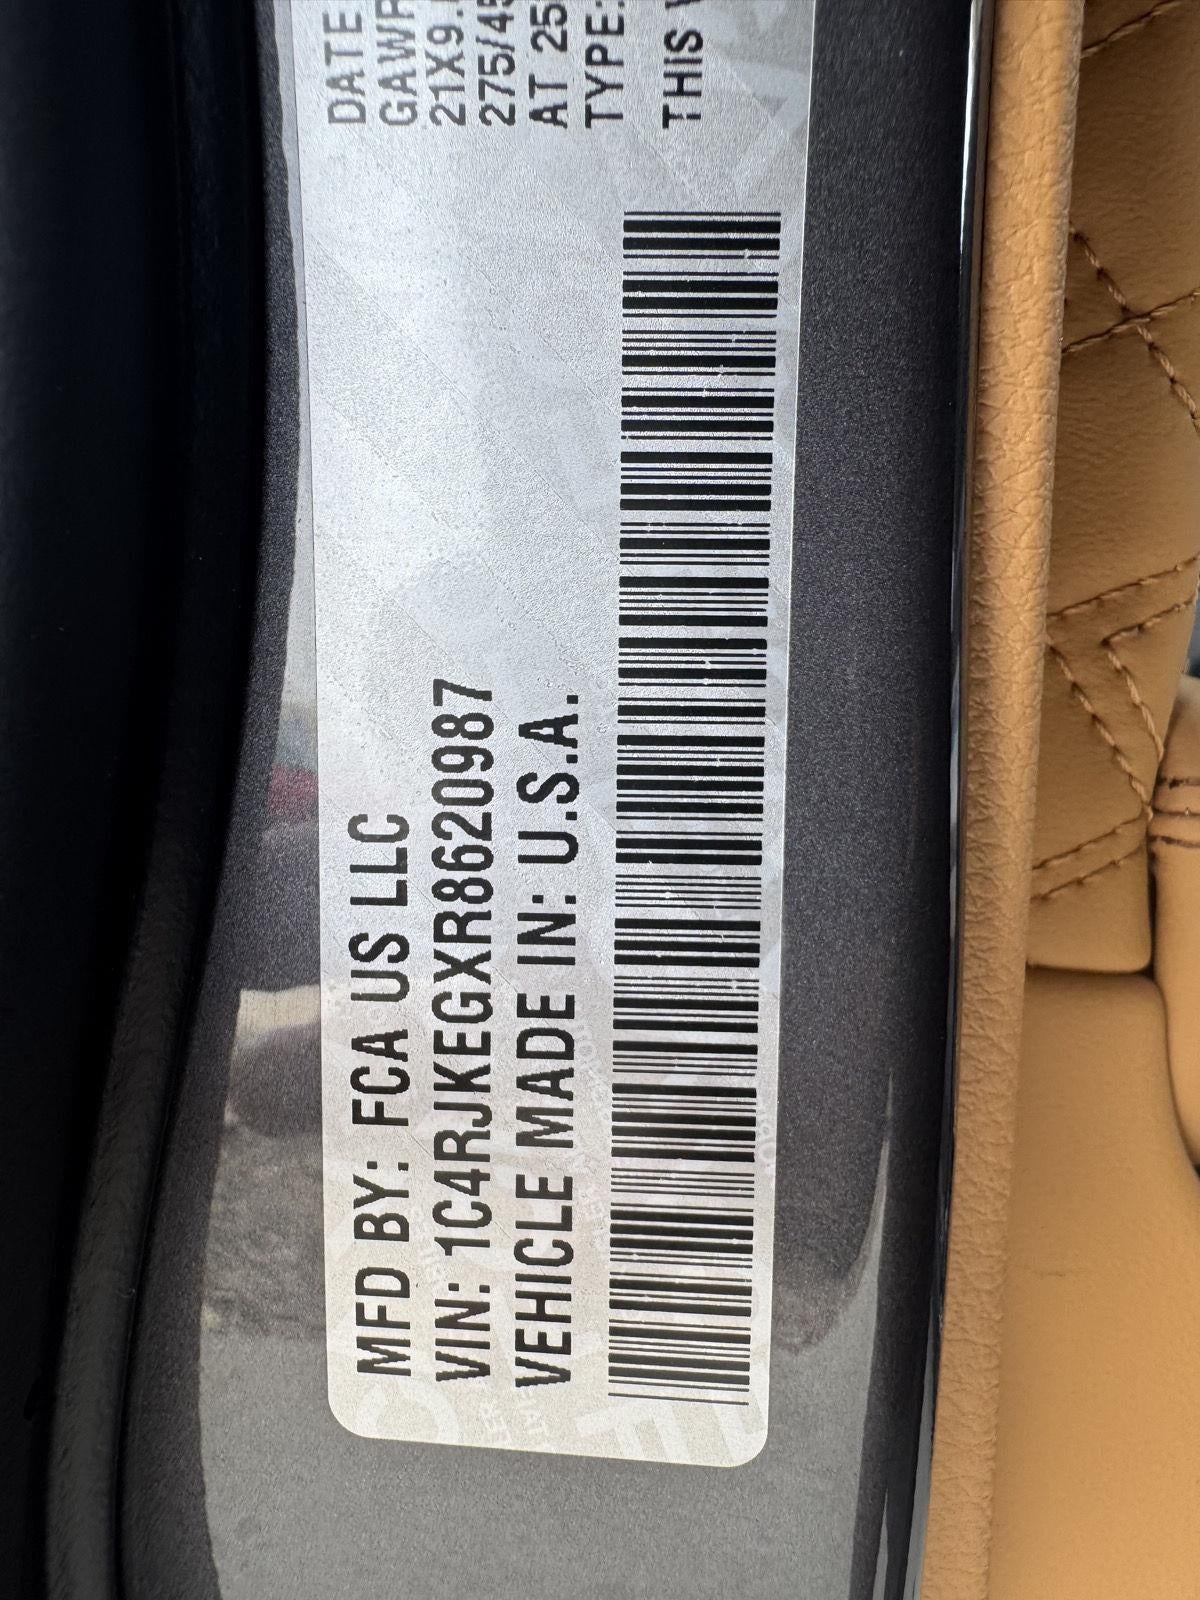 MFD BY: FCA US LLC
VIN: 1C4RJKEGXR8620987
VEHICLE MADE IN: U.S.A.
DATE
GAWR
21X9.
275/45
AT 25
TYPE:
THIS